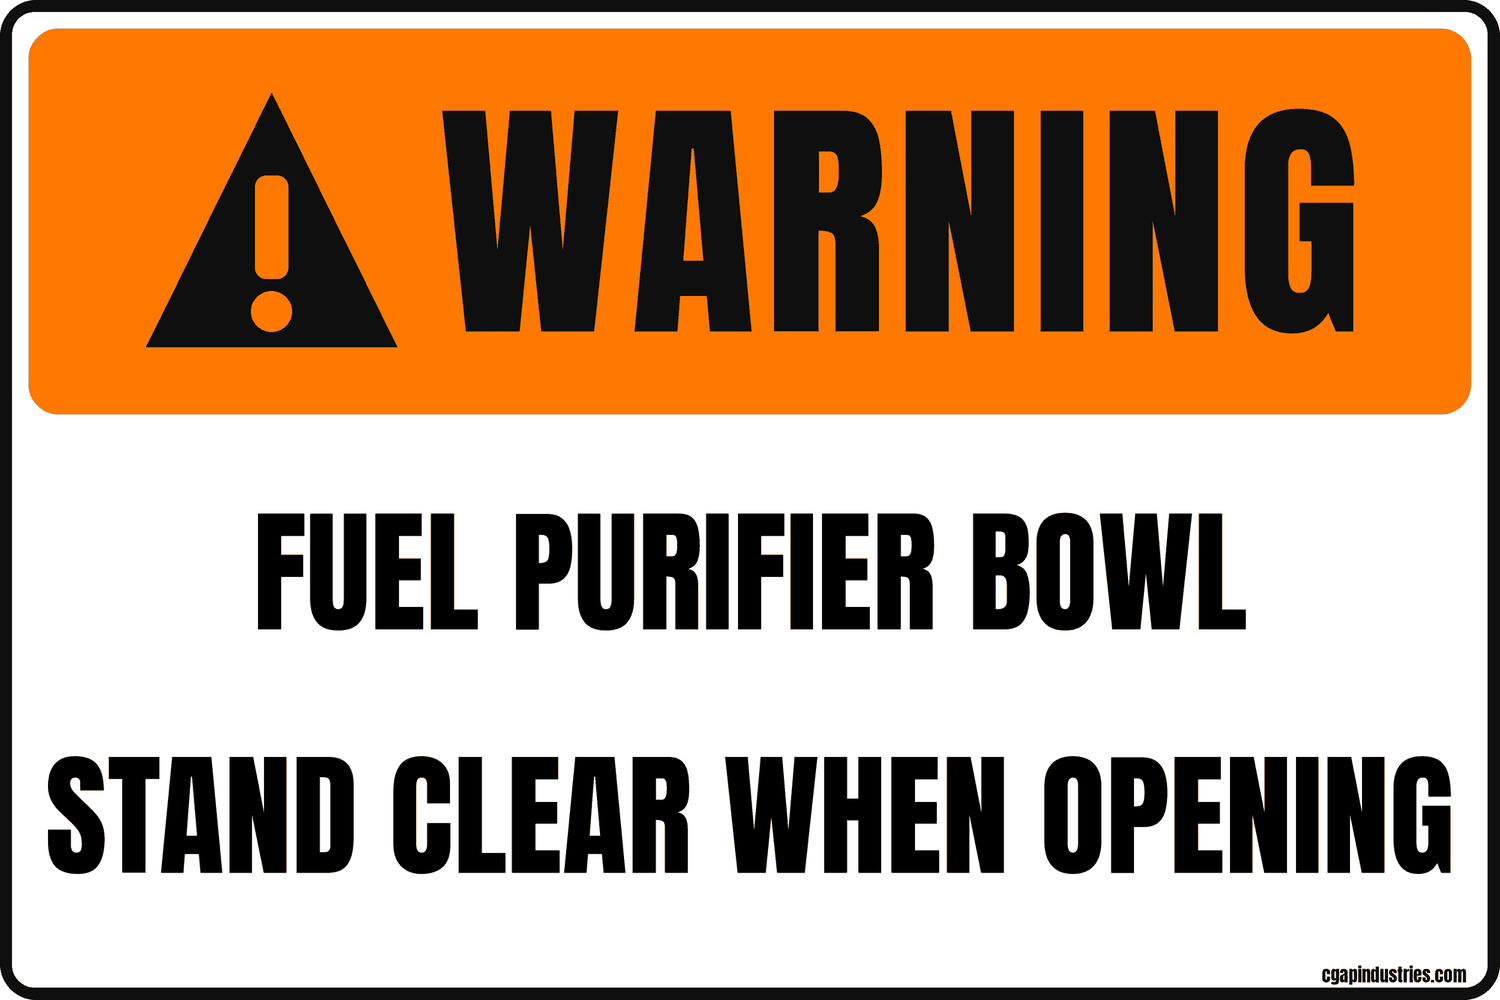 WARNING
FUEL PURIFIER BOWL
STAND CLEAR WHEN OPENING
cgapindustries.com